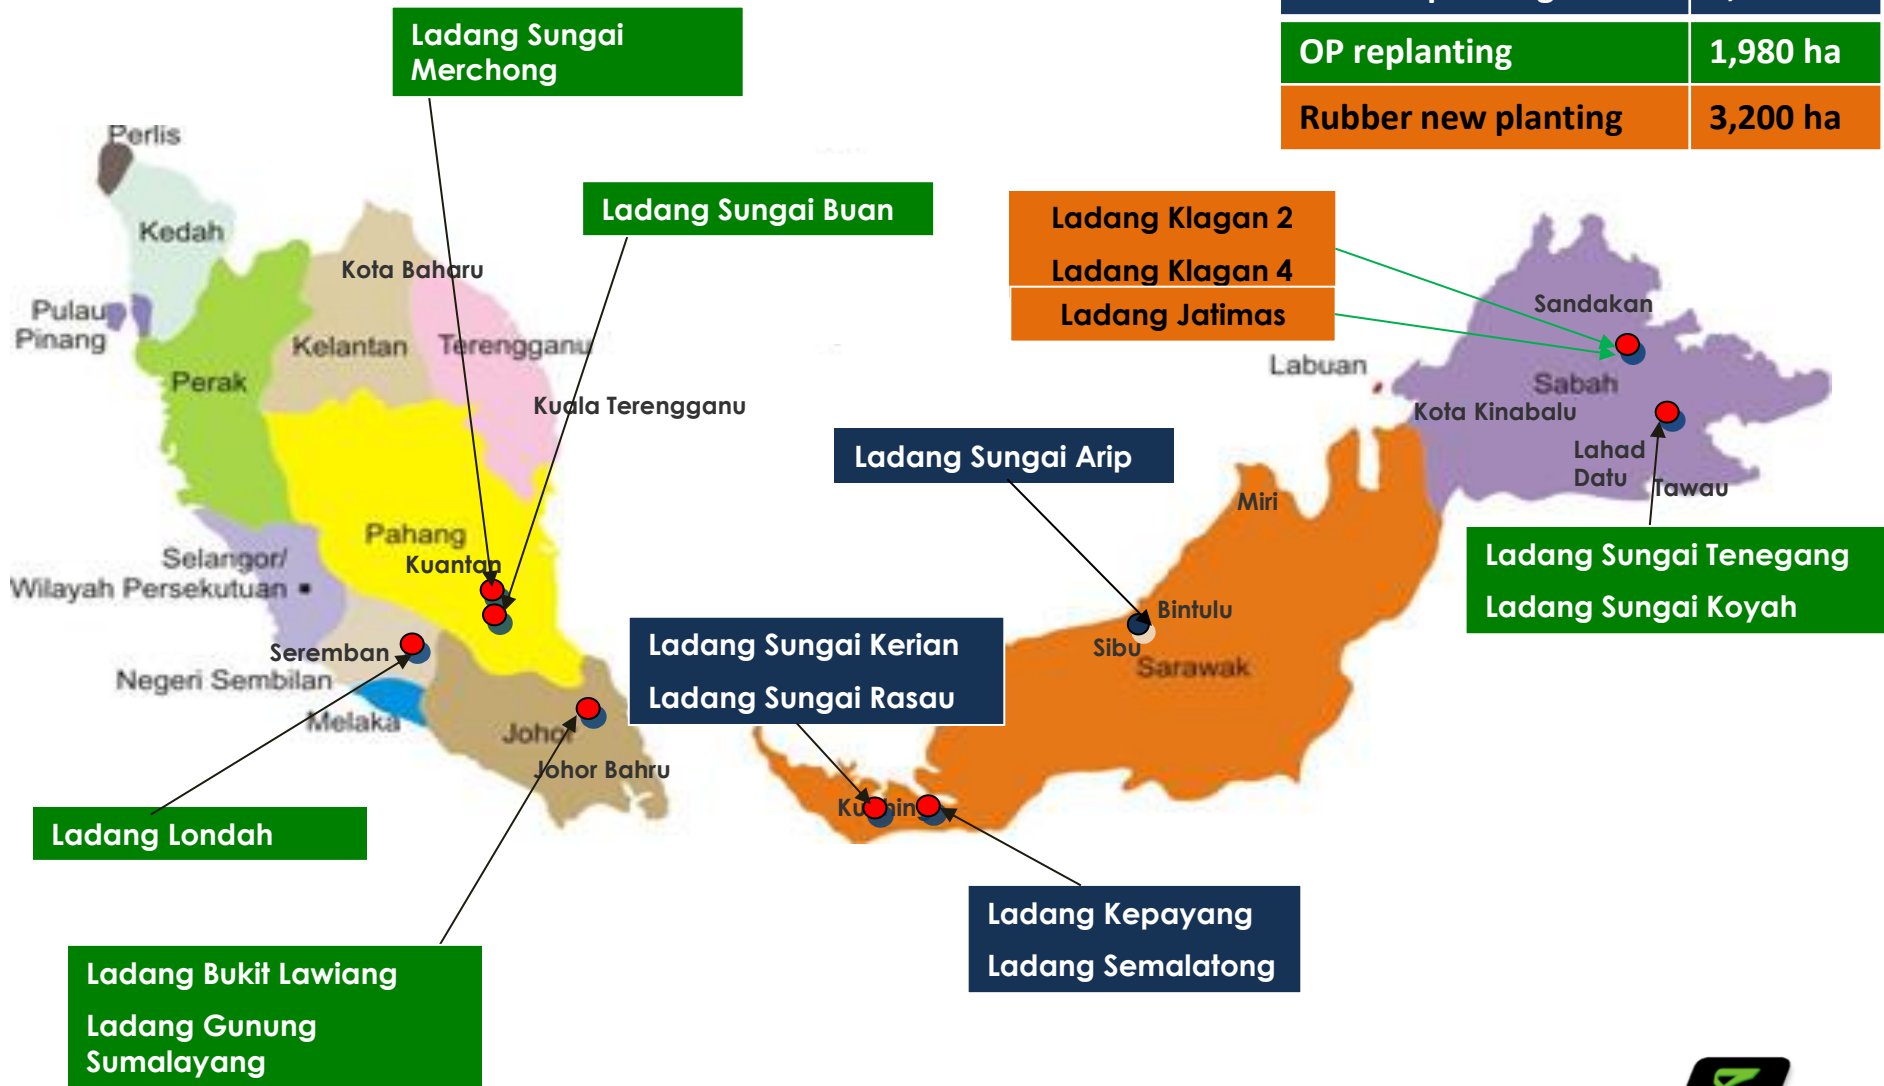 Ladang Sungai
Merchong
OP replanting 1,980 ha
Rubber new planting 3,200 ha
Perlis
Ladang Sungai Buan
Ladang Klagan 2
Ladang Klagan 4
Ladang Jatimas
Kedah
Kota Baharu
Pulau
Pinang
Kelantan
Terengganu
Perak
Kuala Terengganu
Sandakan
Labuan
Sabah
Kota Kinabalu
Lahad
Datu
Tawau
Ladang Sungai Arip
Miri
Pahang
Kuantan
Selangor/
Wilayah Persekutuan
Ladang Sungai Tenegang
Ladang Sungai Koyah
Bintulu
Sibu
Sarawak
Ladang Sungai Kerian
Ladang Sungai Rasau
Seremban
Negeri Sembilan
Melaka
Johor
Johor Bahru
Ladang Londah
Ladang Kepayang
Ladang Semalatong
Ladang Bukit Lawiang
Ladang Gunung
Sumalayang